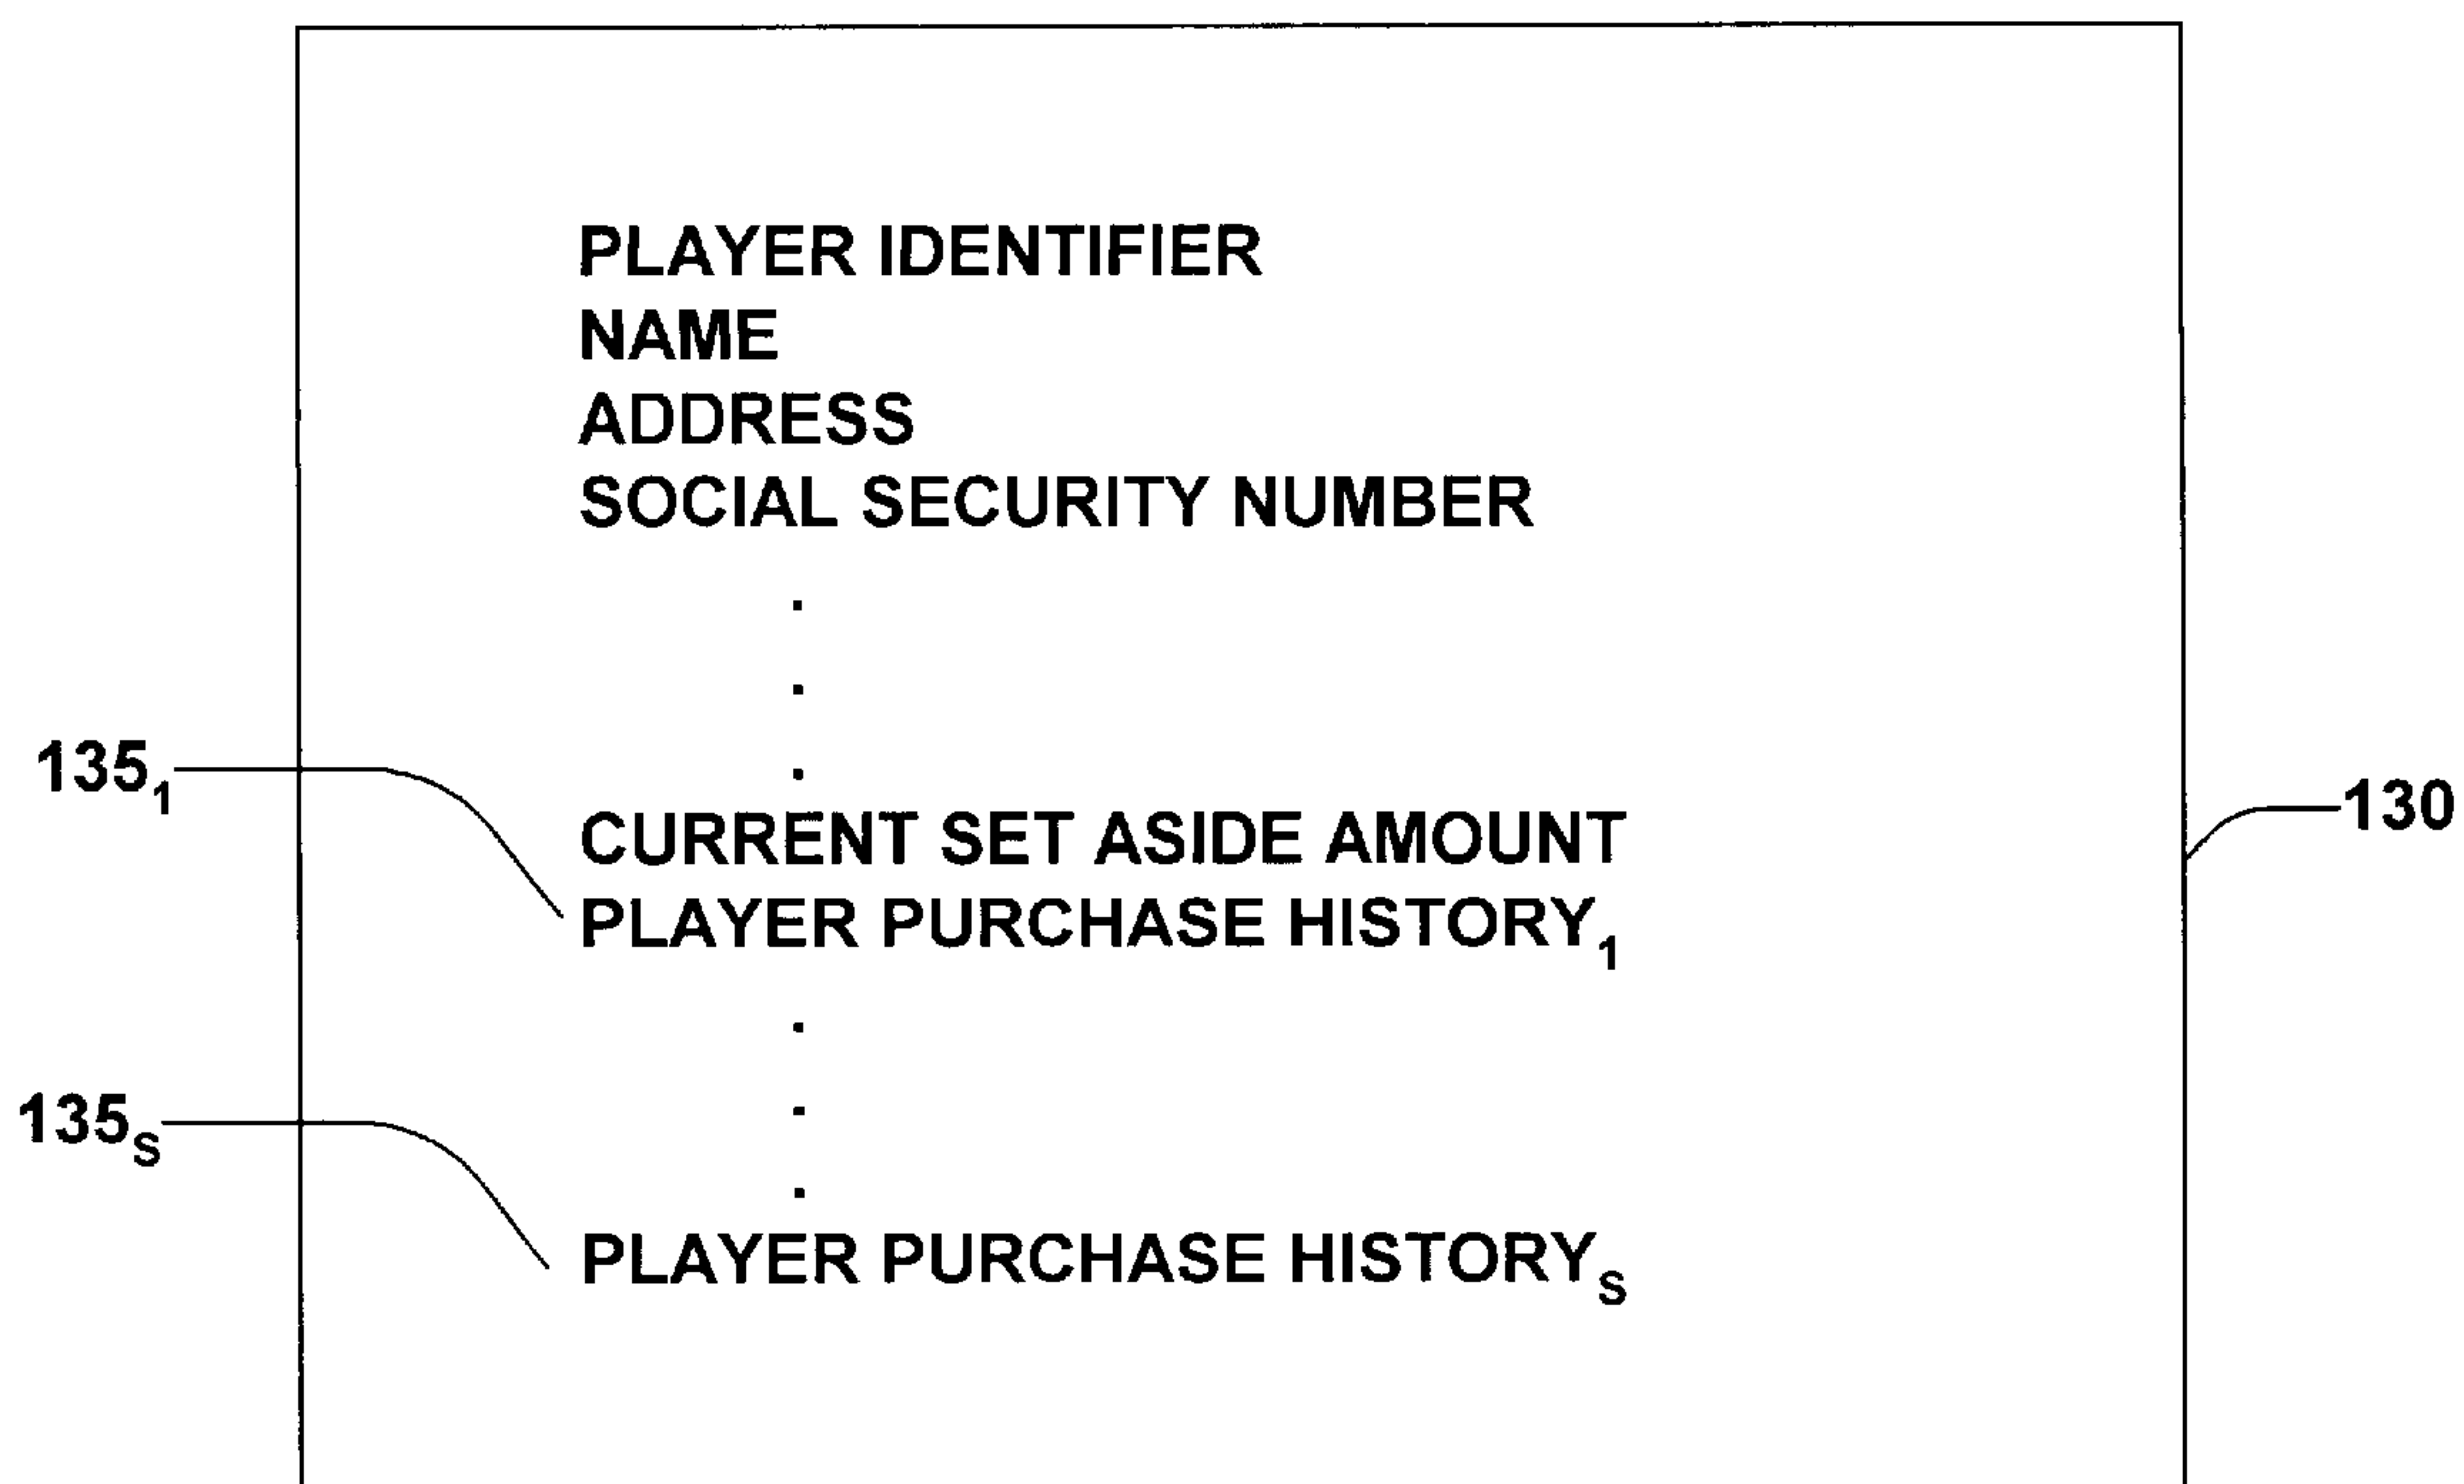 PLAYER IDENTIFIER
NAME
ADDRESS
SOCIAL SECURITY NUMBER
.
.
.
135₁
CURRENT SET ASIDE AMOUNT
130
PLAYER PURCHASE HISTORY₁
.
.
.
135ₛ
PLAYER PURCHASE HISTORYₛ